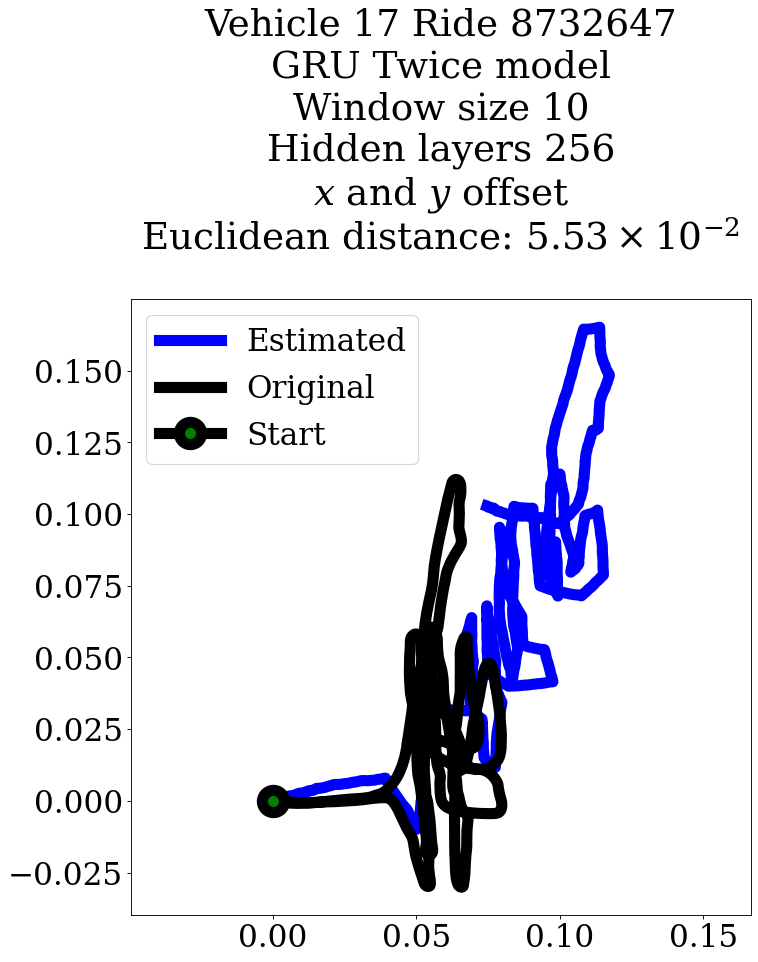 Vehicle 17 Ride 8732647
GRU Twice model
Window size 10
Hidden layers 256
x and y offset
Euclidean distance: 5.53 × 10⁻²
Estimated
Original
Start
0.150
0.125
0.100
0.075
0.050
0.025
0.000
−0.025
0.00 0.05 0.10 0.15